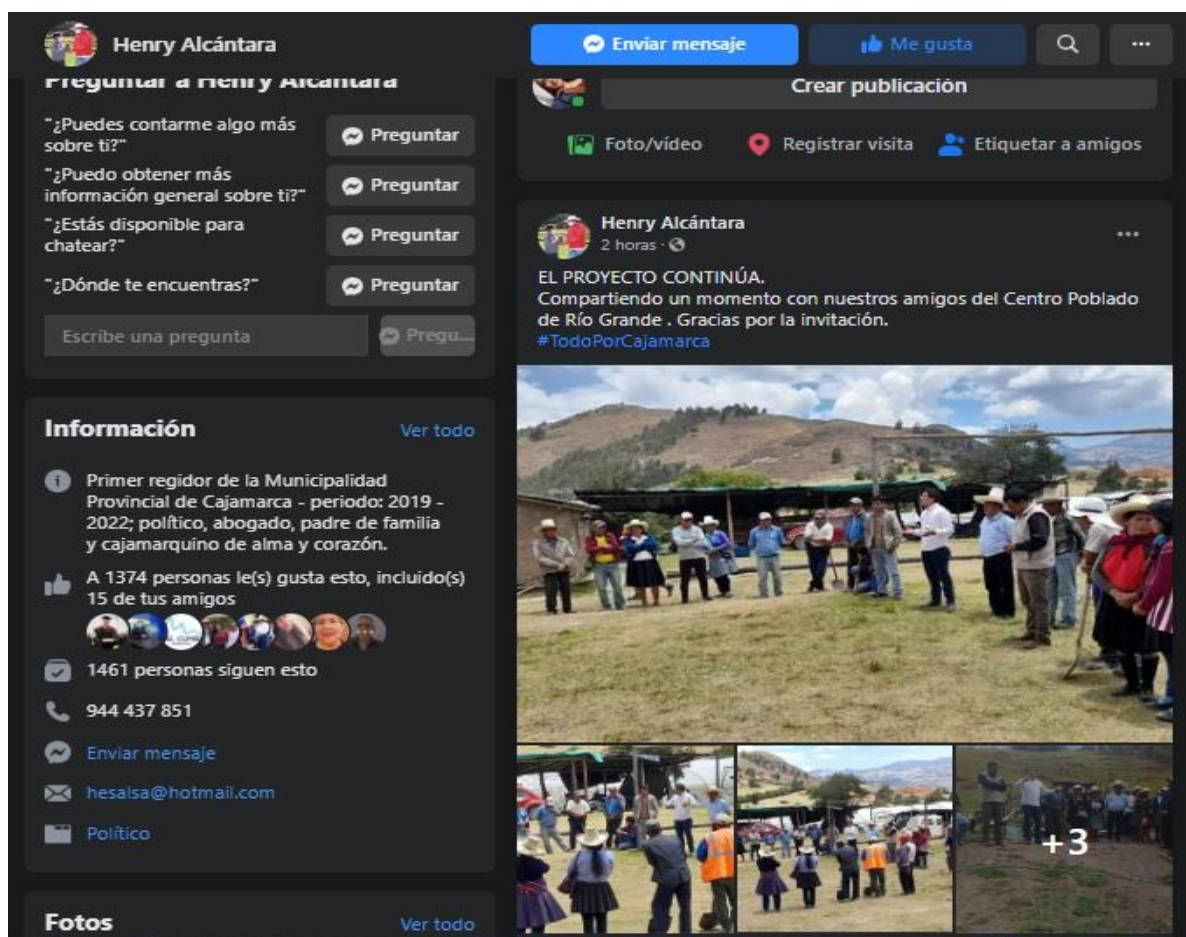 Henry Alcántara
Enviar mensaje
Me gusta
Preguntar a Henry Alcántara
"¿Puedes contarme algo más
sobre ti?"
Preguntar
"¿Puedo obtener más
información general sobre ti?"
Preguntar
"¿Estás disponible para
chatear?"
Preguntar
"¿Dónde te encuentras?"
Preguntar
Escribe una pregunta
Pregu...
Información
Ver todo
Primer regidor de la Municipalidad
Provincial de Cajamarca - periodo: 2019 -
2022; político, abogado, padre de familia
y cajamarquino de alma y corazón.
A 1374 personas le(s) gusta esto, incluido(s)
15 de tus amigos
1461 personas siguen esto
944 437 851
Enviar mensaje
hesalsa@hotmail.com
Político
Fotos
Ver todo
Crear publicación
Foto/vídeo
Registrar visita
Etiquetar a amigos
Henry Alcántara
2 horas ·
EL PROYECTO CONTINÚA.
Compartiendo un momento con nuestros amigos del Centro Poblado
de Río Grande . Gracias por la invitación.
#TodoPorCajamarca
+3